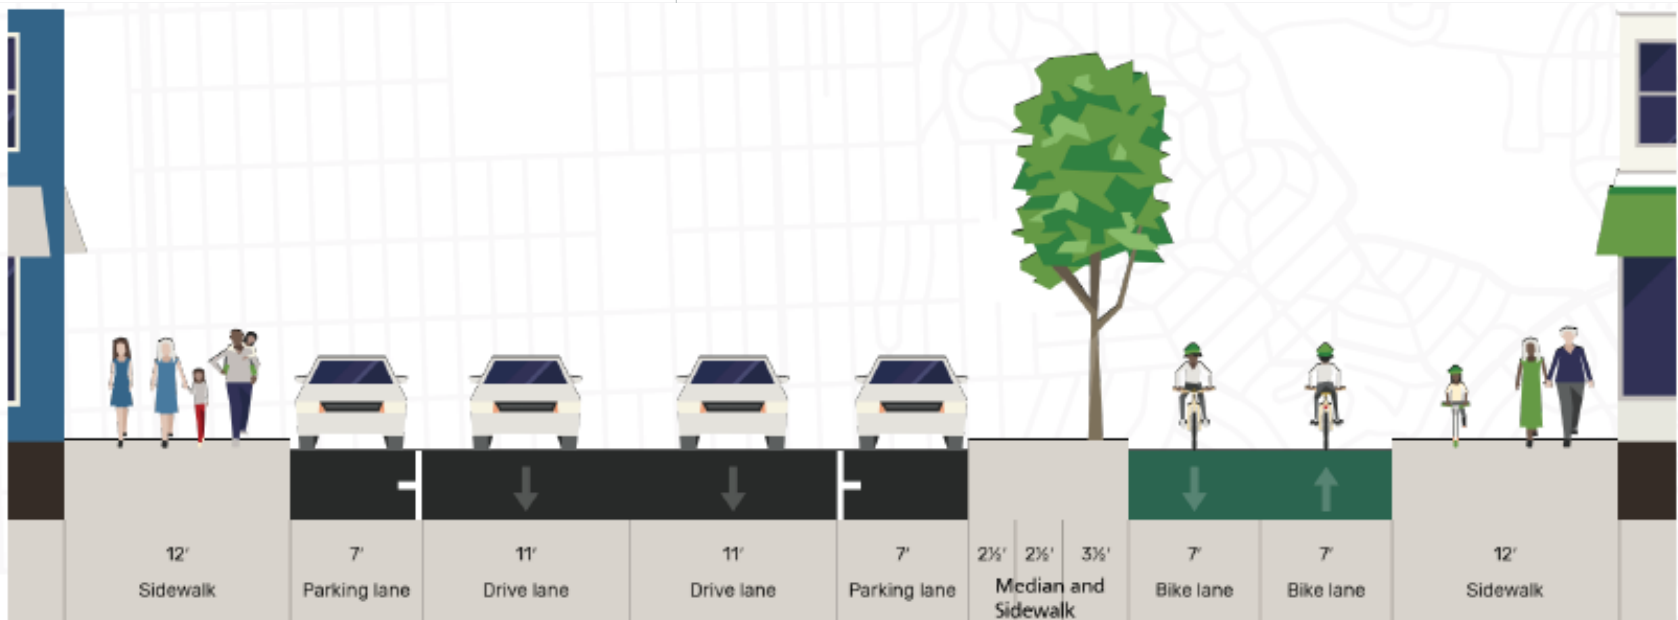 12′ 7′ 11′ 11′ 7′ 2½′ 2½′ 3½′ 7′ 7′ 12′
Sidewalk Parking lane Drive lane Drive lane Parking lane Median and Sidewalk Bike lane Bike lane Sidewalk